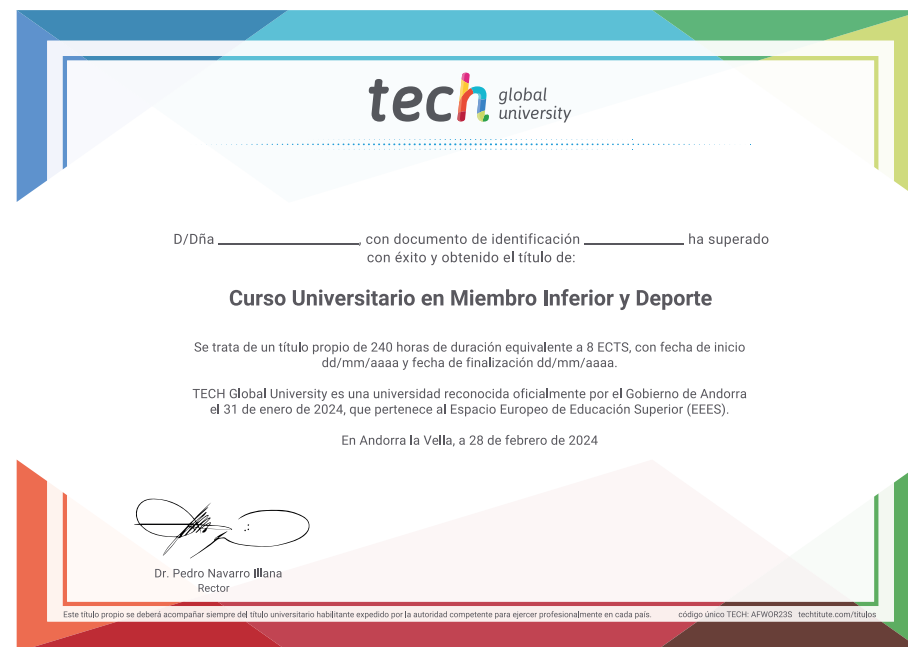 tech global university
D/Dña ____________________, con documento de identificación ______________ ha superado
con éxito y obtenido el título de:
Curso Universitario en Miembro Inferior y Deporte
Se trata de un título propio de 240 horas de duración equivalente a 8 ECTS, con fecha de inicio
dd/mm/aaaa y fecha de finalización dd/mm/aaaa.
TECH Global University es una universidad reconocida oficialmente por el Gobierno de Andorra
el 31 de enero de 2024, que pertenece al Espacio Europeo de Educación Superior (EEES).
En Andorra la Vella, a 28 de febrero de 2024
Dr. Pedro Navarro Illana
Rector
Este título propio se deberá acompañar siempre del título universitario habilitante expedido por la autoridad competente para ejercer profesionalmente en cada país. código único TECH: AFWOR23S techtitute.com/titulos